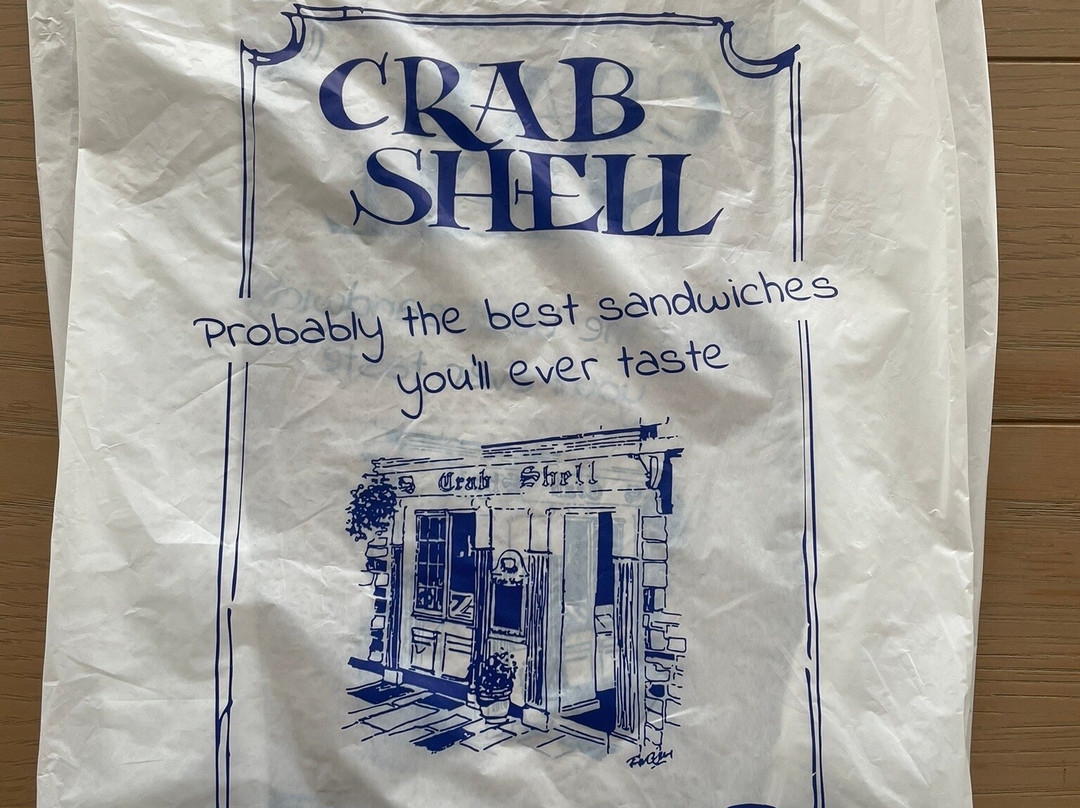 CRAB
SHELL
Probably the best sandwiches
you'll ever taste
Crab Shell